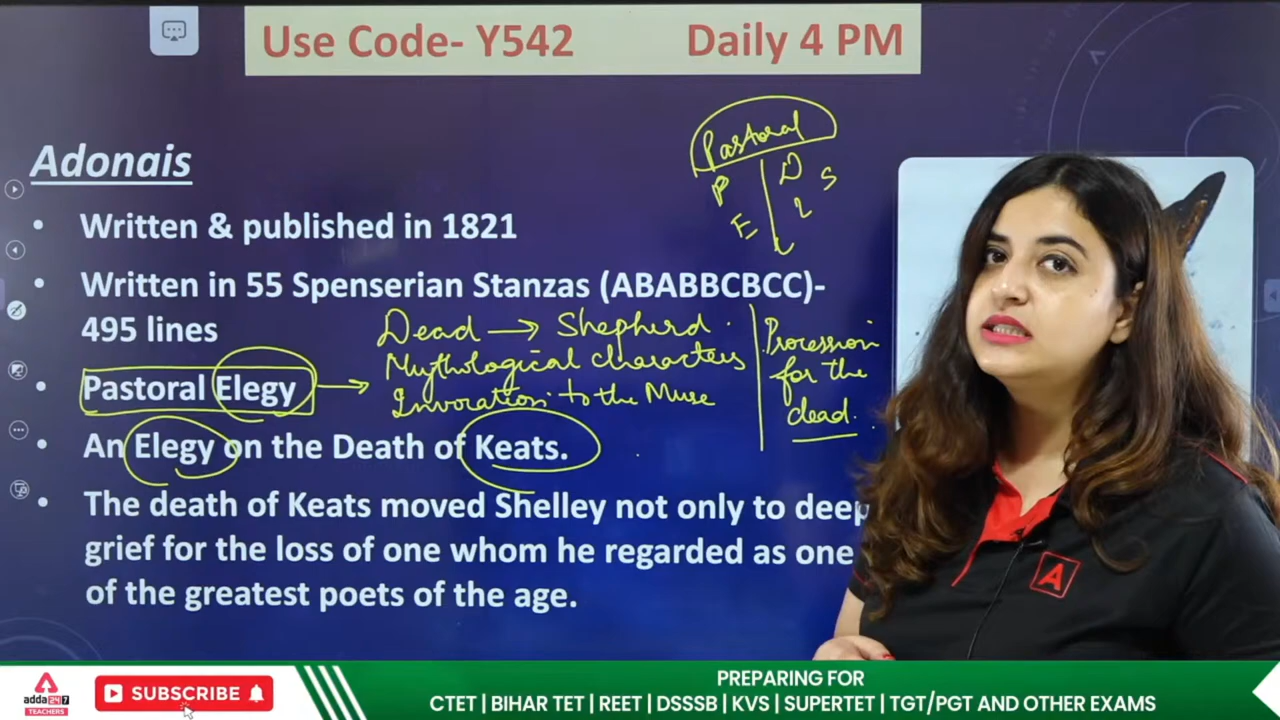 Use Code- Y542 Daily 4 PM
Pastoral
P D S
E L
Adonais
• Written & published in 1821
• Written in 55 Spenserian Stanzas (ABABBCBCC)-
495 lines
Dead → Shepherd.
Mythological characters
Invocation to the Muse
Procession
for the
dead.
• Pastoral Elegy →
• An Elegy on the Death of Keats.
• The death of Keats moved Shelley not only to deep
grief for the loss of one whom he regarded as one
of the greatest poets of the age.
A
adda247
TEACHERS
SUBSCRIBE
PREPARING FOR
CTET | BIHAR TET | REET | DSSSB | KVS | SUPERTET | TGT/PGT AND OTHER EXAMS